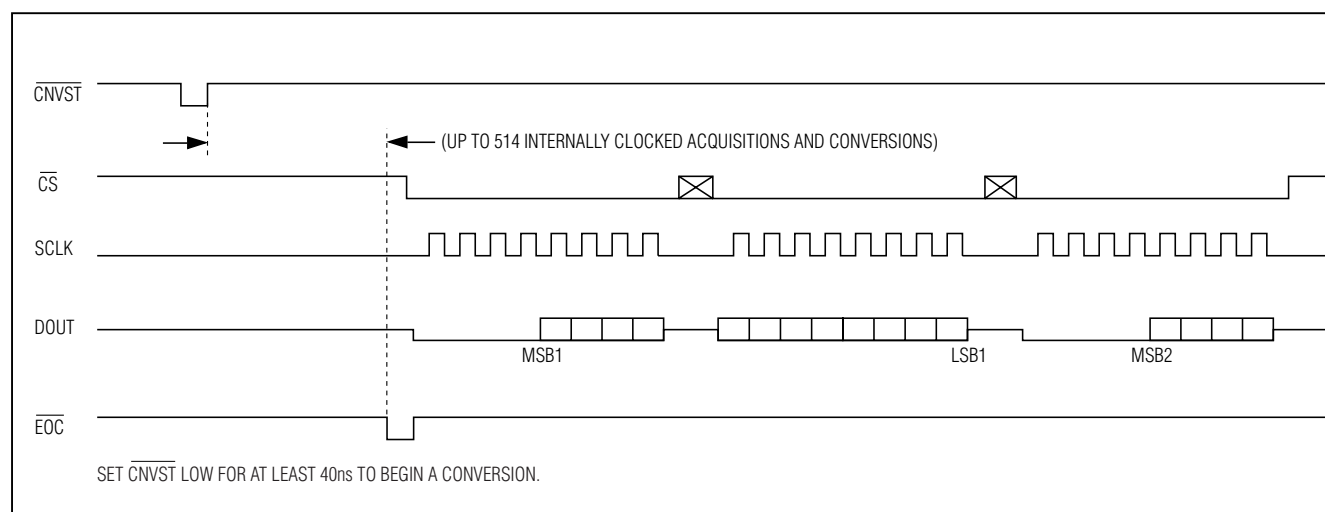 CNVST
(UP TO 514 INTERNALLY CLOCKED ACQUISITIONS AND CONVERSIONS)
CS
SCLK
DOUT
MSB1
LSB1
MSB2
EOC
SET CNVST LOW FOR AT LEAST 40ns TO BEGIN A CONVERSION.